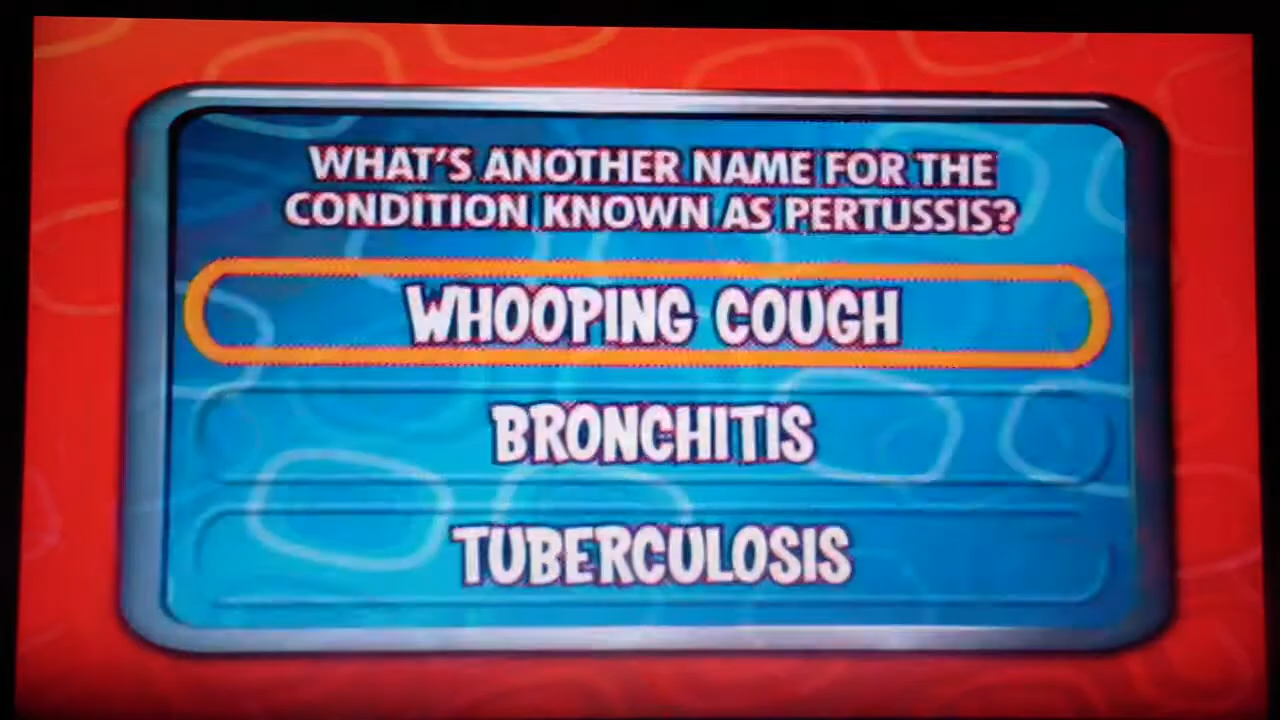 WHAT'S ANOTHER NAME FOR THE
CONDITION KNOWN AS PERTUSSIS?
WHOOPING COUGH
BRONCHITIS
TUBERCULOSIS